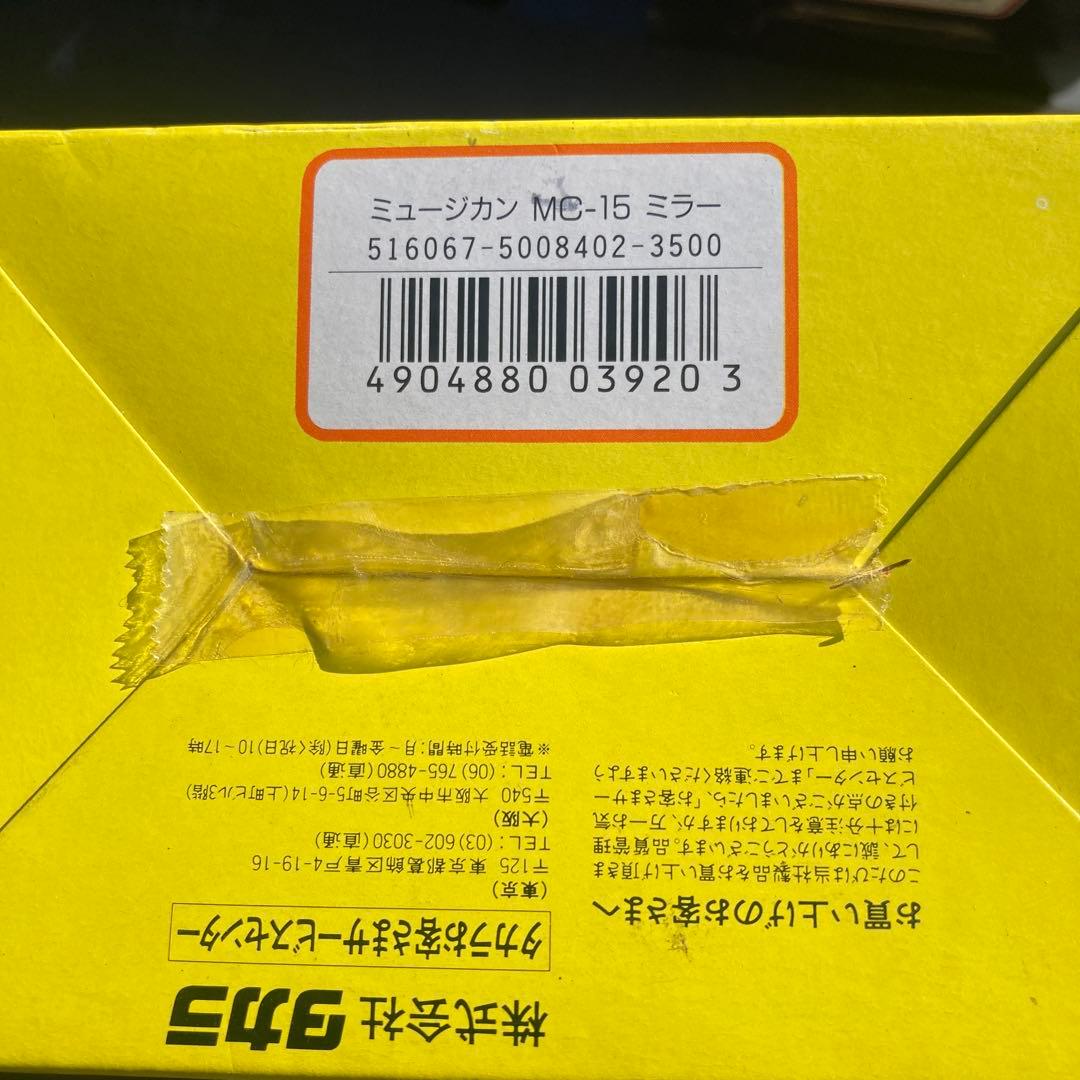 ミュージカン MC-15 ミラー
516067-5008402-3500
4904880 03920 3
株式会社タカラ
タカラお客さまサービスセンター
(東京)
〒125 東京都葛飾区青戸4-19-16
TEL:(03)602-3030(直通)
(大阪)
〒540 大阪市中央区谷町5-6-14(上町ビル3階)
TEL:(06)765-4880(直通)
※電話受付時間:月〜金曜日(除く祝日)10〜17時
お買い上げのお客さまへ
このたびは当社製品をお買い上げ頂きま
して、誠にありがとうございます。品質管理
には十分注意をしておりますが、万一お気
付きの点がございましたら、「お客さまサー
ビスセンター」までご連絡くださいますよう
お願い申し上げます。